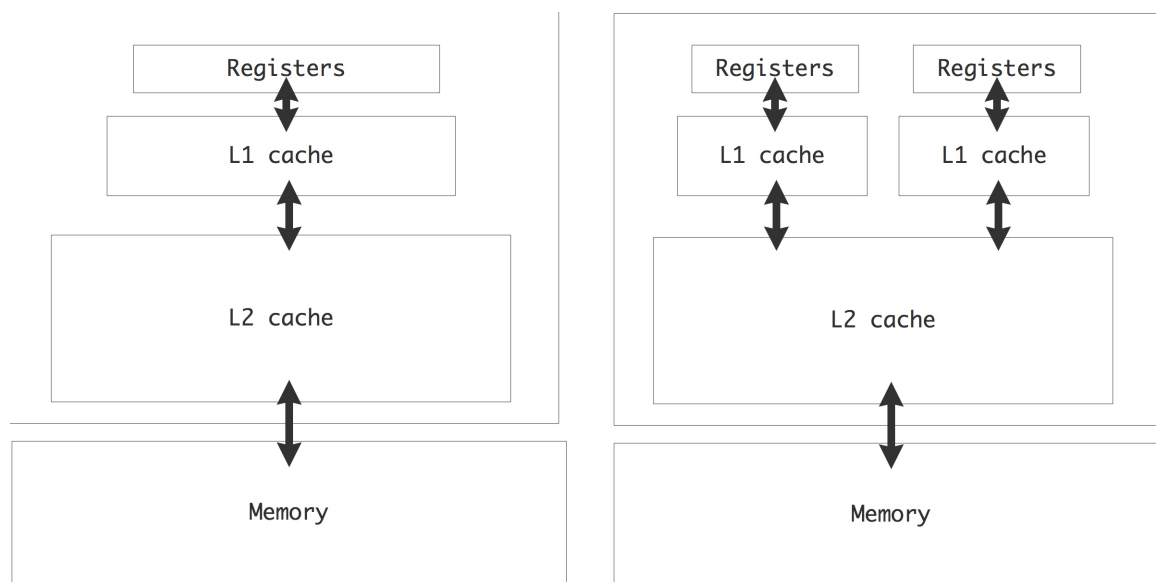 Registers
L1 cache
L2 cache
Memory
Registers
Registers
L1 cache
L1 cache
L2 cache
Memory